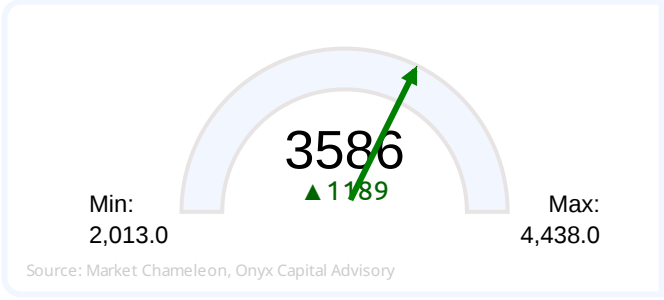 3586
▲1189
Min:
2,013.0
Max:
4,438.0
Source: Market Chameleon, Onyx Capital Advisory